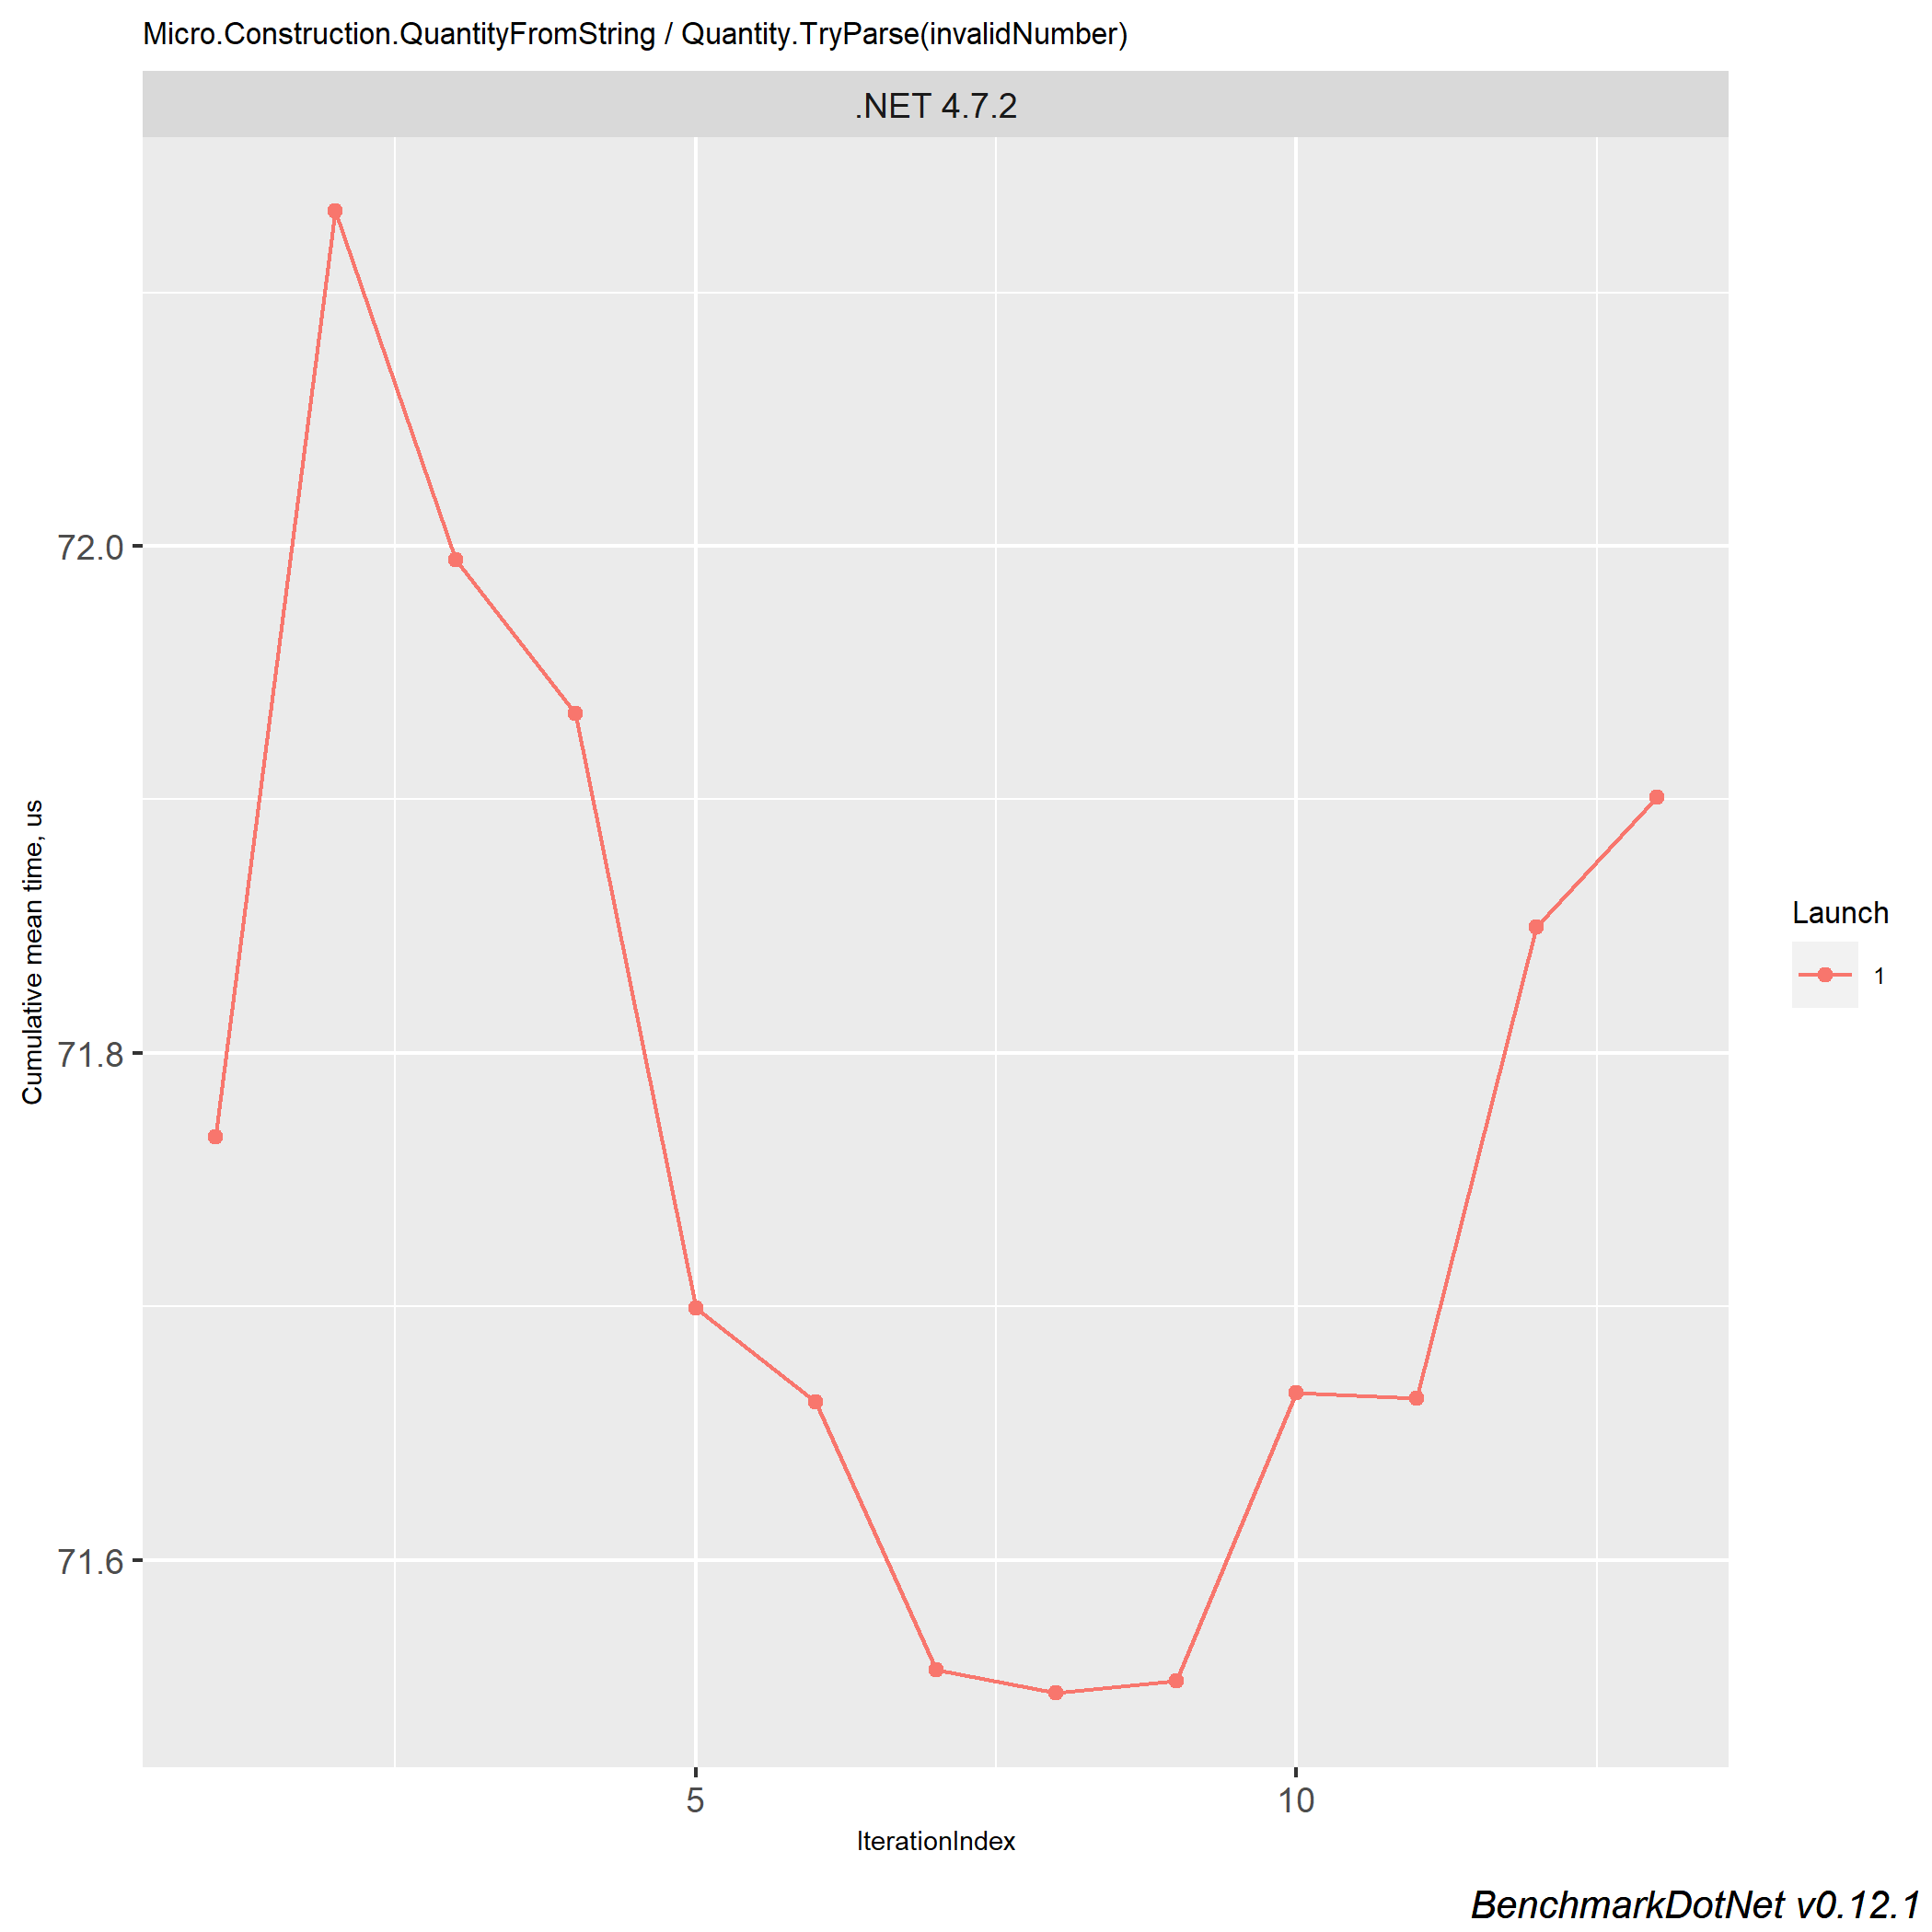 Micro.Construction.QuantityFromString / Quantity.TryParse(invalidNumber)
.NET 4.7.2
72.0
71.8
71.6
Cumulative mean time, us
5
10
IterationIndex
Launch
1
BenchmarkDotNet v0.12.1